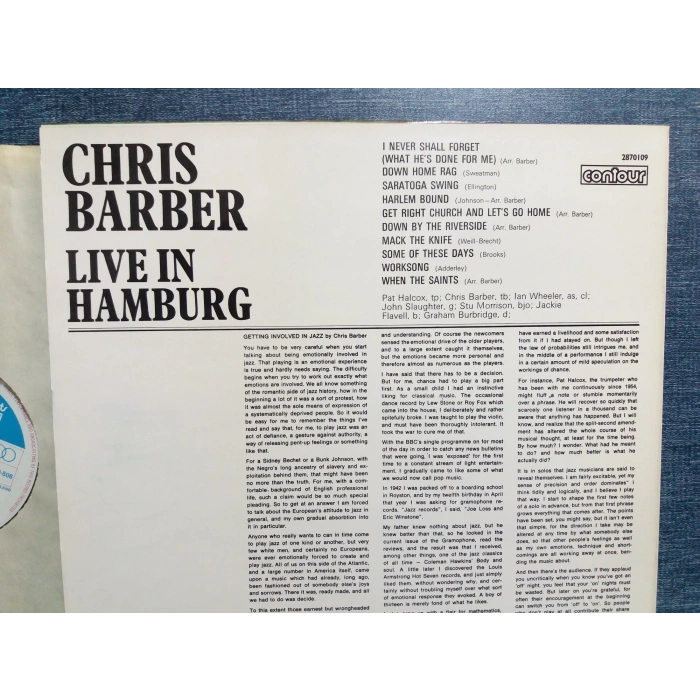 CHRIS
BARBER
LIVE IN
HAMBURG
I NEVER SHALL FORGET
(WHAT HE'S DONE FOR ME) (Arr. Barber)
DOWN HOME RAG (Sweatman)
SARATOGA SWING (Ellington)
HARLEM BOUND (Johnson–Arr. Barber)
GET RIGHT CHURCH AND LET'S GO HOME (Arr. Barber)
DOWN BY THE RIVERSIDE (Arr. Barber)
MACK THE KNIFE (Weill-Brecht)
SOME OF THESE DAYS (Brooks)
WORKSONG (Adderley)
WHEN THE SAINTS (Arr. Barber)
Pat Halcox, tp; Chris Barber, tb; Ian Wheeler, as, cl;
John Slaughter, g; Stu Morrison, bjo; Jackie
Flavell, b; Graham Burbridge, d;
2870109
contour
GETTING INVOLVED IN JAZZ by Chris Barber
You have to be very careful when you start
talking about being emotionally involved in
jazz. That playing is an emotional experience
is true and hardly needs saying. The difficulty
begins when you try to work out exactly what
emotions are involved. We all know something
of the romantic side of jazz history, how in the
beginning a lot of it was a sort of protest, how
it was almost the sole means of expression of
a systematically deprived people. So it would
be easy for me to remember the things I've
read and say that, for me, to play jazz was an
act of defiance, a gesture against authority, a
way of releasing pent-up feelings or something
like that.
For a Sidney Bechet or a Bunk Johnson, with
the Negro's long ancestry of slavery and ex-
ploitation behind them, that might have been
no more than the truth. For me, with a com-
fortable background of English professional
life, such a claim would be so much special
pleading. So to get at an answer I am forced
to talk about the European's attitude to jazz in
general, and my own gradual absorbtion into
it in particular.
Anyone who really wants to can in time come
to play jazz of one kind or another, but very
few white men, and certainly no Europeans,
were ever emotionally forced to create and
play jazz. All of us on this side of the Atlantic,
and a large number in America itself, came
upon a music which had already, long ago,
been fashioned out of somebody else's joys
and sorrows. There it was, ready made, and all
we had to do was decide.
To this extent those earnest but wrongheaded
and understanding. Of course the newcomers
sensed the emotional drive of the older players,
and to a large extent caught it themselves,
but the emotions became more personal and
therefore almost as numerous as the players.
I have said that there has to be a decision.
But for me, chance had to play a big part
first. As a small child I had an instinctive
liking for classical music. The occasional
dance record by Lew Stone or Roy Fox which
came into the house, I deliberately and rather
spitefully broke. I was taught to play the violin,
and must have been thoroughly intolerant. It
took the war to cure me of that.
With the BBC's single programme on for most
of the day in order to catch any news bulletins
that were going, I was 'exposed' for the first
time to a constant stream of light entertain-
ment. I gradually came to like some of what
we would now call pop music.
In 1942 I was packed off to a boarding school
in Royston, and by my twelfth birthday in April
that year I was asking for gramophone re-
cords. "Jazz records", I said, "Joe Loss and
Eric Winstone".
My father knew nothing about jazz, but he
knew better than that, so he looked in the
current issue of the Gramophone, read the
reviews, and the result was that I received,
among other things, one of the jazz classics
of all time – Coleman Hawkins' Body and
soul. A little later I discovered the Louis
Armstrong Hot Seven records, and just simply
liked them, without wondering why, and cer-
tainly without troubling myself over what sort
of emotional response they evoked. A boy of
thirteen is merely fond of what he likes.
with a flair for mathematics,
have earned a livelihood and some satisfaction
from it if I had stayed on. But though I left
the law of probabilities still intrigues me, and
in the middle of a performance I still indulge
in a certain amount of mild speculation on the
workings of chance.
For instance, Pat Halcox, the trumpeter who
has been with me continuously since 1954,
might fluff a note or stumble momentarily
over a phrase. He will recover so quickly that
scarcely one listener in a thousand can be
aware that anything has happened. But I will
know, and realize that the split-second amend-
ment has altered the whole course of his
musical thought, at least for the time being.
By how much? I wonder. What had he meant
to do? and how much better is what he
actually did?
It is in solos that jazz musicians are said to
reveal themselves. I am fairly excitable, yet my
sense of precision and order dominates" I
think tidily and logically, and I believe I play
that way. I start to shape the first few notes
of a solo in advance, but from that first phrase
grows everything that comes after. The points
have been set, you might say, but it isn't even
that simple, for the direction I take may be
altered at any time by what somebody else
does, so that other people's feelings as well
as my own emotions, technique and short-
comings are all working away at once, ben-
ding the music about.
And then there's the audience. If they applaud
you uncritically when you know you've got an
'off' night, you feel that your 'on' nights must
be wasted. But later on you're grateful, for
often their encouragement at the beginning
can switch you from 'off' to 'on'. So people
who don't play at all contribute their share